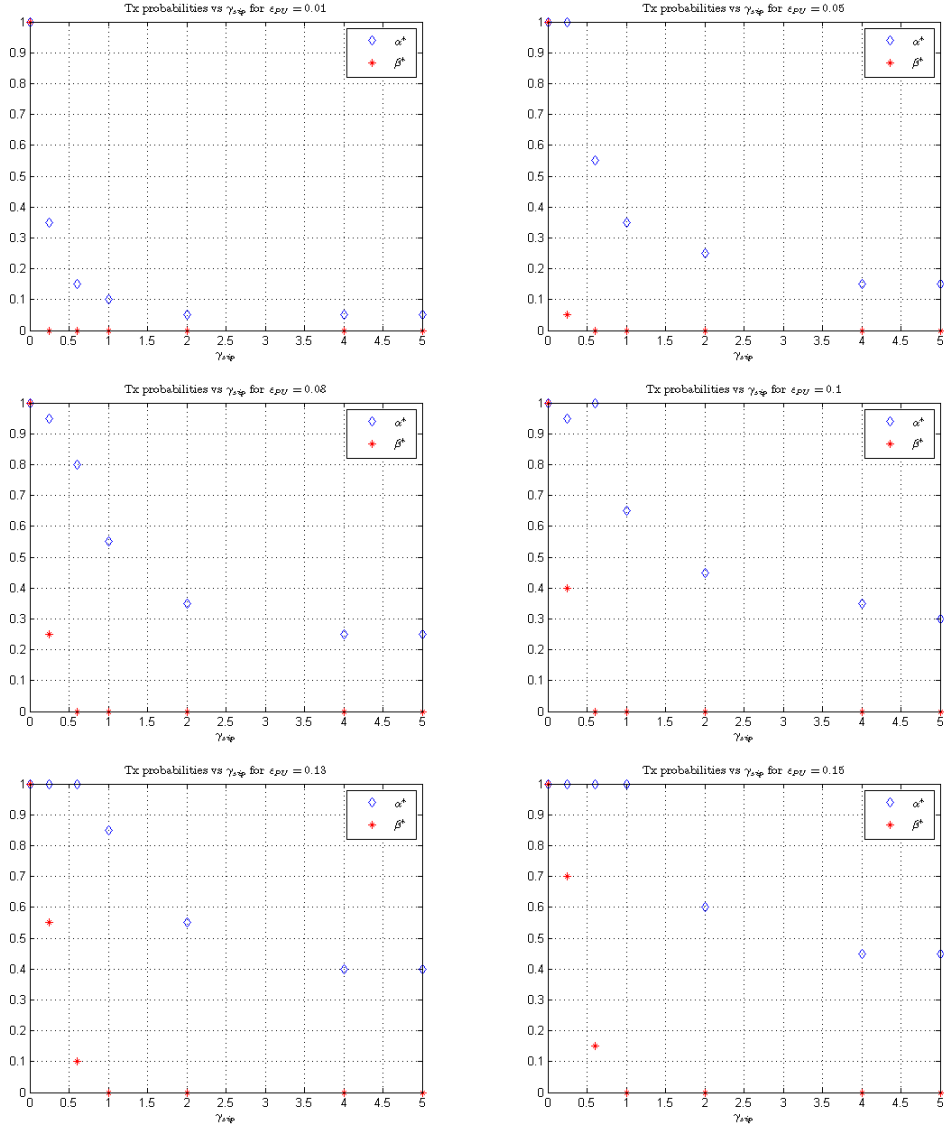 Tx probabilities vs γ_sip for ε_PU = 0.01
1
0.9
0.8
0.7
0.6
0.5
0.4
0.3
0.2
0.1
0
0 0.5 1 1.5 2 2.5 3 3.5 4 4.5 5
γ_sip
α*
β*
Tx probabilities vs γ_sip for ε_PU = 0.05
1
0.9
0.8
0.7
0.6
0.5
0.4
0.3
0.2
0.1
0
0 0.5 1 1.5 2 2.5 3 3.5 4 4.5 5
γ_sip
α*
β*
Tx probabilities vs γ_sip for ε_PU = 0.08
1
0.9
0.8
0.7
0.6
0.5
0.4
0.3
0.2
0.1
0
0 0.5 1 1.5 2 2.5 3 3.5 4 4.5 5
γ_sip
α*
β*
Tx probabilities vs γ_sip for ε_PU = 0.1
1
0.9
0.8
0.7
0.6
0.5
0.4
0.3
0.2
0.1
0
0 0.5 1 1.5 2 2.5 3 3.5 4 4.5 5
γ_sip
α*
β*
Tx probabilities vs γ_sip for ε_PU = 0.13
1
0.9
0.8
0.7
0.6
0.5
0.4
0.3
0.2
0.1
0
0 0.5 1 1.5 2 2.5 3 3.5 4 4.5 5
γ_sip
α*
β*
Tx probabilities vs γ_sip for ε_PU = 0.15
1
0.9
0.8
0.7
0.6
0.5
0.4
0.3
0.2
0.1
0
0 0.5 1 1.5 2 2.5 3 3.5 4 4.5 5
γ_sip
α*
β*